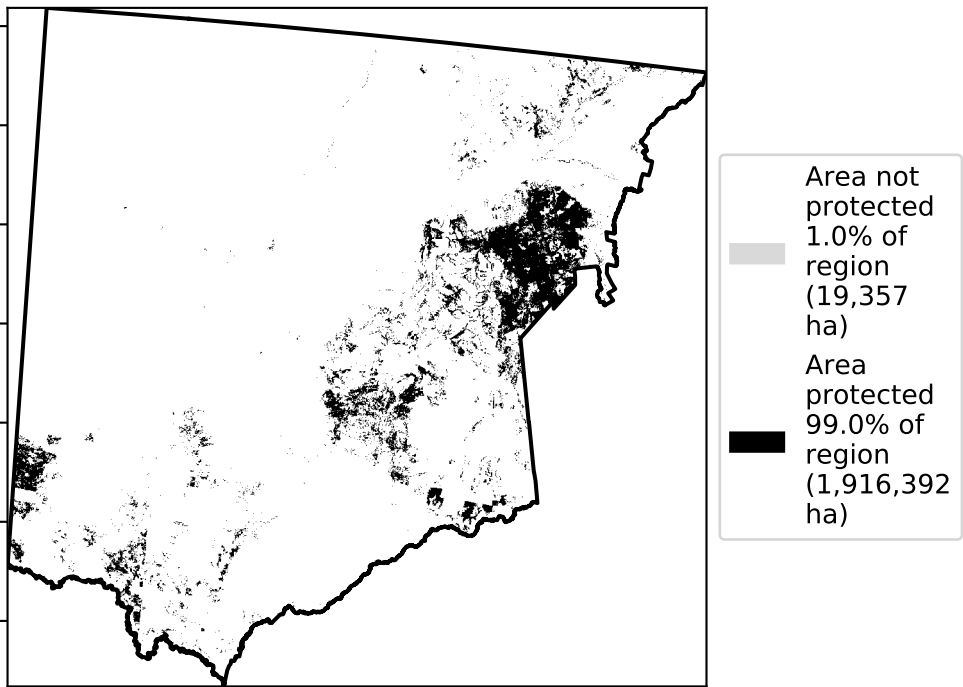 Area not
protected
1.0% of
region
(19,357
ha)
Area
protected
99.0% of
region
(1,916,392
ha)